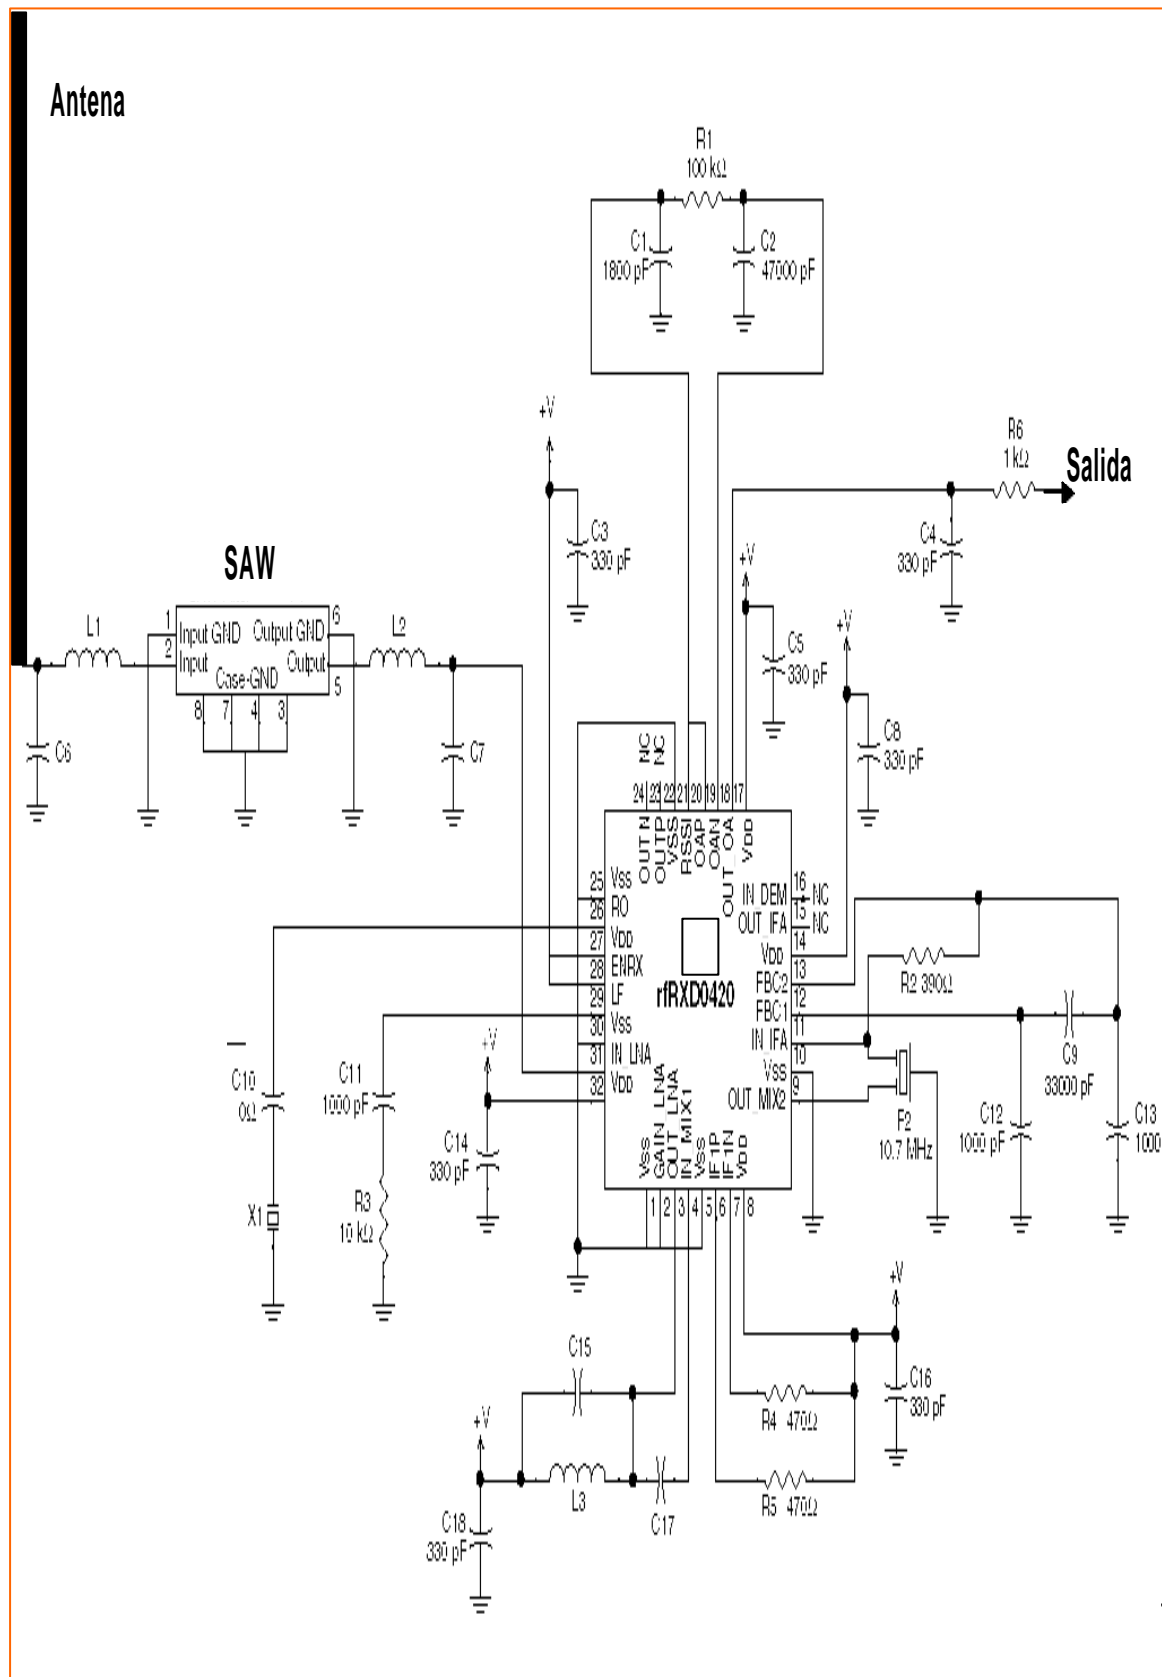 Antena
R1
100 kΩ
C1
1800 pF
C2
47000 pF
+V
R6
1 kΩ
Salida
C3
330 pF
C4
330 pF
+V
SAW
+V
L1
1
2
Input GND
Input
Output GND
Output
Case-GND
6
5
8
7
4
3
L2
C5
330 pF
C6
C7
C8
330 pF
NC
NC
24
23
22
21
20
19
18
17
OUTN
OUTP
VSS
RSSI
OAP
OAN
OUT_OA
VDD
25
26
27
28
29
30
31
32
VSS
RO
VDD
ENRX
LF
VSS
IN_LNA
VDD
rfRXD0420
IN_DEM
OUT_IFA
VDD
FBC2
FBC1
IN_IFA
VSS
OUT_MIX2
16
15
14
13
12
11
10
9
NC
NC
R2 390Ω
C9
33000 pF
+V
C10
0Ω
C11
1000 pF
C14
330 pF
F2
10.7 MHz
C12
1000 pF
C13
1000
VSS
GAIN_LNA
OUT_LNA
IN_MIX1
VSS
IF1P
IF1N
VDD
1
2
3
4
5
6
7
8
X1
R3
10 kΩ
+V
C15
C16
330 pF
R4 470Ω
+V
L3
C17
R5 470Ω
C18
330 pF